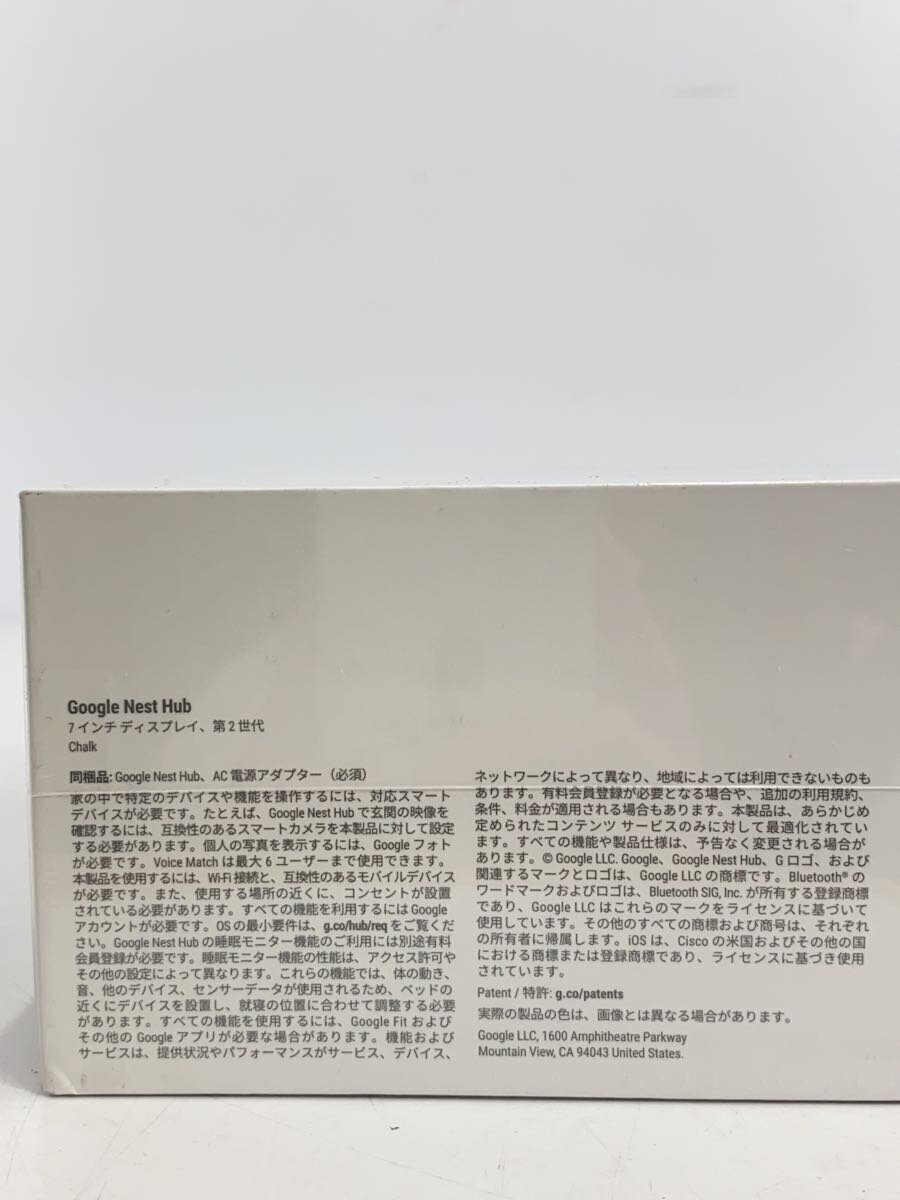 Google Nest Hub
7 インチ ディスプレイ、第 2 世代
Chalk
同梱品: Google Nest Hub、AC 電源アダプター（必須）
家の中で特定のデバイスや機能を操作するには、対応スマート
デバイスが必要です。たとえば、Google Nest Hub で玄関の映像を
確認するには、互換性のあるスマートカメラを本製品に対して設定
する必要があります。個人の写真を表示するには、Google フォト
が必要です。Voice Match は最大 6 ユーザーまで使用できます。
本製品を使用するには、Wi-Fi 接続と、互換性のあるモバイルデバイス
が必要です。また、使用する場所の近くに、コンセントが設置
されている必要があります。すべての機能を利用するには Google
アカウントが必要です。OS の最小要件は、g.co/hub/req をご覧くだ
さい。Google Nest Hub の睡眠モニター機能のご利用には別途有料
会員登録が必要です。睡眠モニター機能の性能は、アクセス許可や
その他の設定によって異なります。これらの機能では、体の動き、
音、他のデバイス、センサーデータが使用されるため、ベッドの
近くにデバイスを設置し、就寝の位置に合わせて調整する必要
があります。すべての機能を使用するには、Google Fit および
その他の Google アプリが必要な場合があります。機能および
サービスは、提供状況やパフォーマンスがサービス、デバイス、
ネットワークによって異なり、地域によっては利用できないものも
あります。有料会員登録が必要となる場合や、追加の利用規約、
条件、料金が適用される場合もあります。本製品は、あらかじめ
定められたコンテンツ サービスのみに対して最適化されていま
す。すべての機能や製品仕様は、予告なく変更される場合が
あります。© Google LLC. Google、Google Nest Hub、G ロゴ、および
関連するマークとロゴは、Google LLC の商標です。Bluetooth® の
ワードマークおよびロゴは、Bluetooth SIG, Inc. が所有する登録商標
であり、Google LLC はこれらのマークをライセンスに基づいて
使用しています。その他のすべての商標および商号は、それぞれ
の所有者に帰属します。iOS は、Cisco の米国およびその他の国
における商標または登録商標であり、ライセンスに基づき使用
されています。
Patent / 特許: g.co/patents
実際の製品の色は、画像とは異なる場合があります。
Google LLC, 1600 Amphitheatre Parkway
Mountain View, CA 94043 United States.